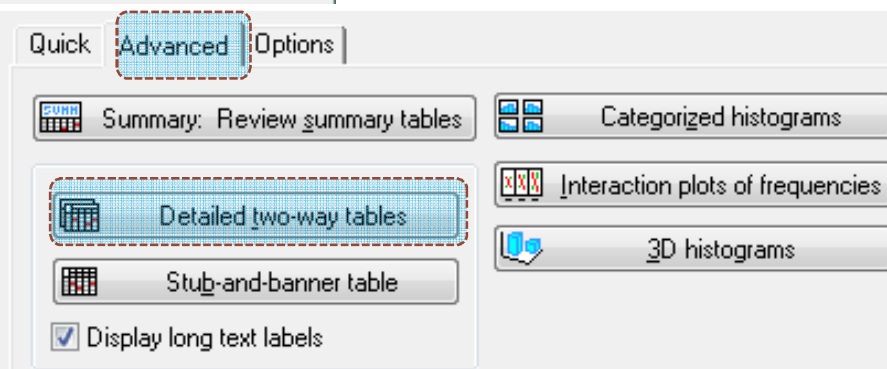 Quick Advanced Options
SUMM Summary: Review summary tables
Categorized histograms
Detailed two-way tables
Interaction plots of frequencies
Stub-and-banner table
3D histograms
Display long text labels